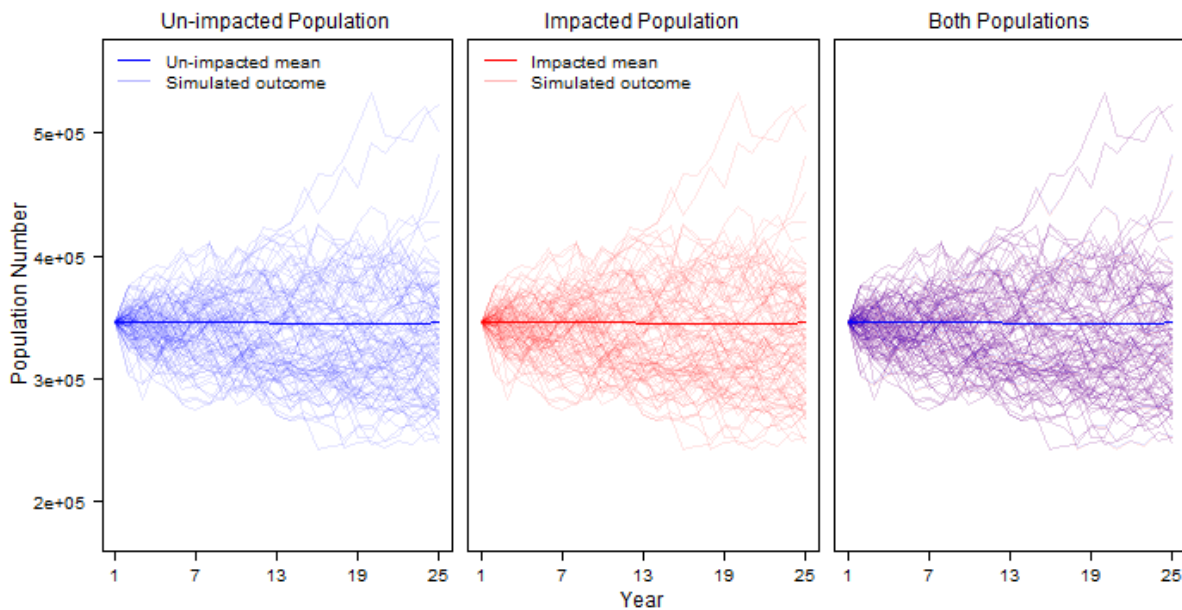 Un-impacted Population
Impacted Population
Both Populations
Un-impacted mean
Simulated outcome
Impacted mean
Simulated outcome
Population Number
5e+05
4e+05
3e+05
2e+05
1 7 13 19 25
1 7 13 19 25
1 7 13 19 25
Year